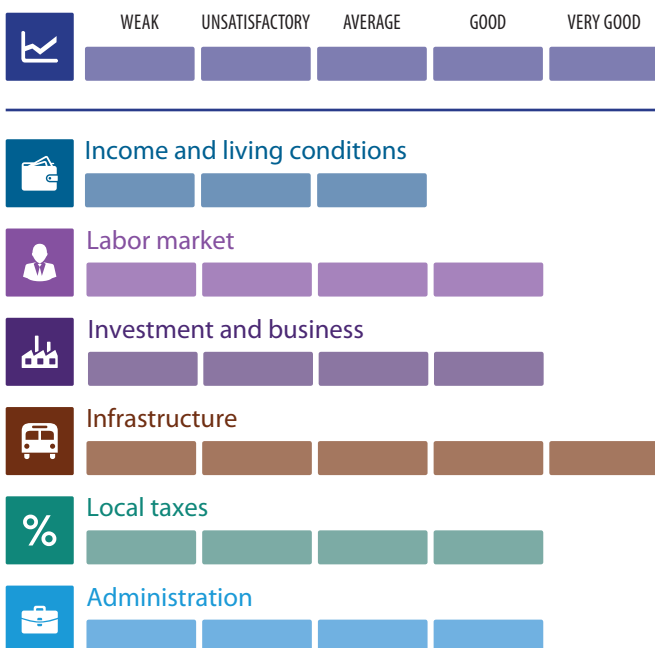 WEAK UNSATISFACTORY AVERAGE GOOD VERY GOOD
Income and living conditions
Labor market
Investment and business
Infrastructure
%
Local taxes
Administration